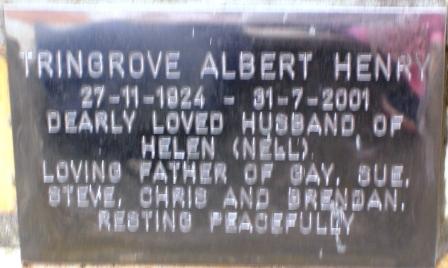 TRINGROVE ALBERT HENRY
27-11-1924 - 31-7-2001
DEARLY LOVED HUSBAND OF
HELEN (NELL).
LOVING FATHER OF GAY, SUE,
STEVE, CHRIS AND BRENDAN.
RESTING PEACEFULLY